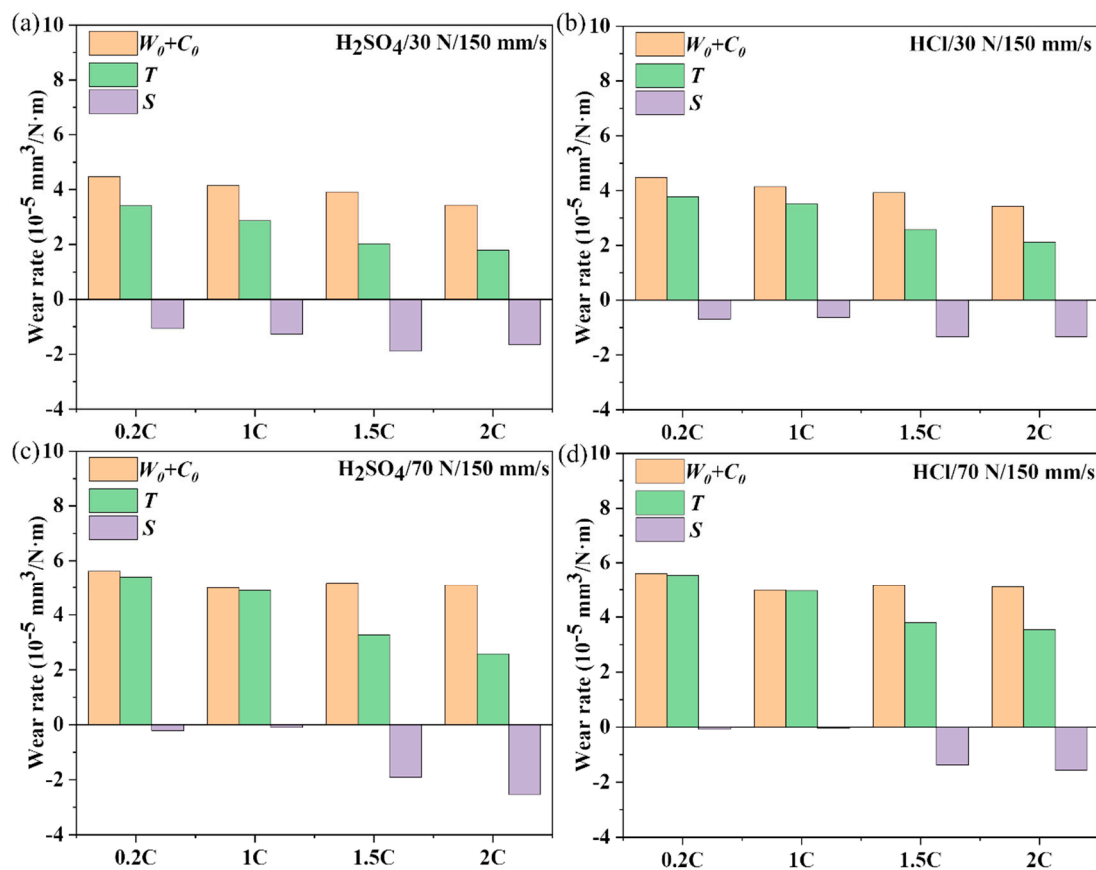 (a)
H₂SO₄/30 N/150 mm/s
W₀+C₀
T
S
Wear rate (10⁻⁵ mm³/N·m)
10
8
6
4
2
0
-2
-4
0.2C 1C 1.5C 2C
(b)
HCl/30 N/150 mm/s
W₀+C₀
T
S
Wear rate (10⁻⁵ mm³/N·m)
10
8
6
4
2
0
-2
-4
0.2C 1C 1.5C 2C
(c)
H₂SO₄/70 N/150 mm/s
W₀+C₀
T
S
Wear rate (10⁻⁵ mm³/N·m)
10
8
6
4
2
0
-2
-4
0.2C 1C 1.5C 2C
(d)
HCl/70 N/150 mm/s
W₀+C₀
T
S
Wear rate (10⁻⁵ mm³/N·m)
10
8
6
4
2
0
-2
-4
0.2C 1C 1.5C 2C